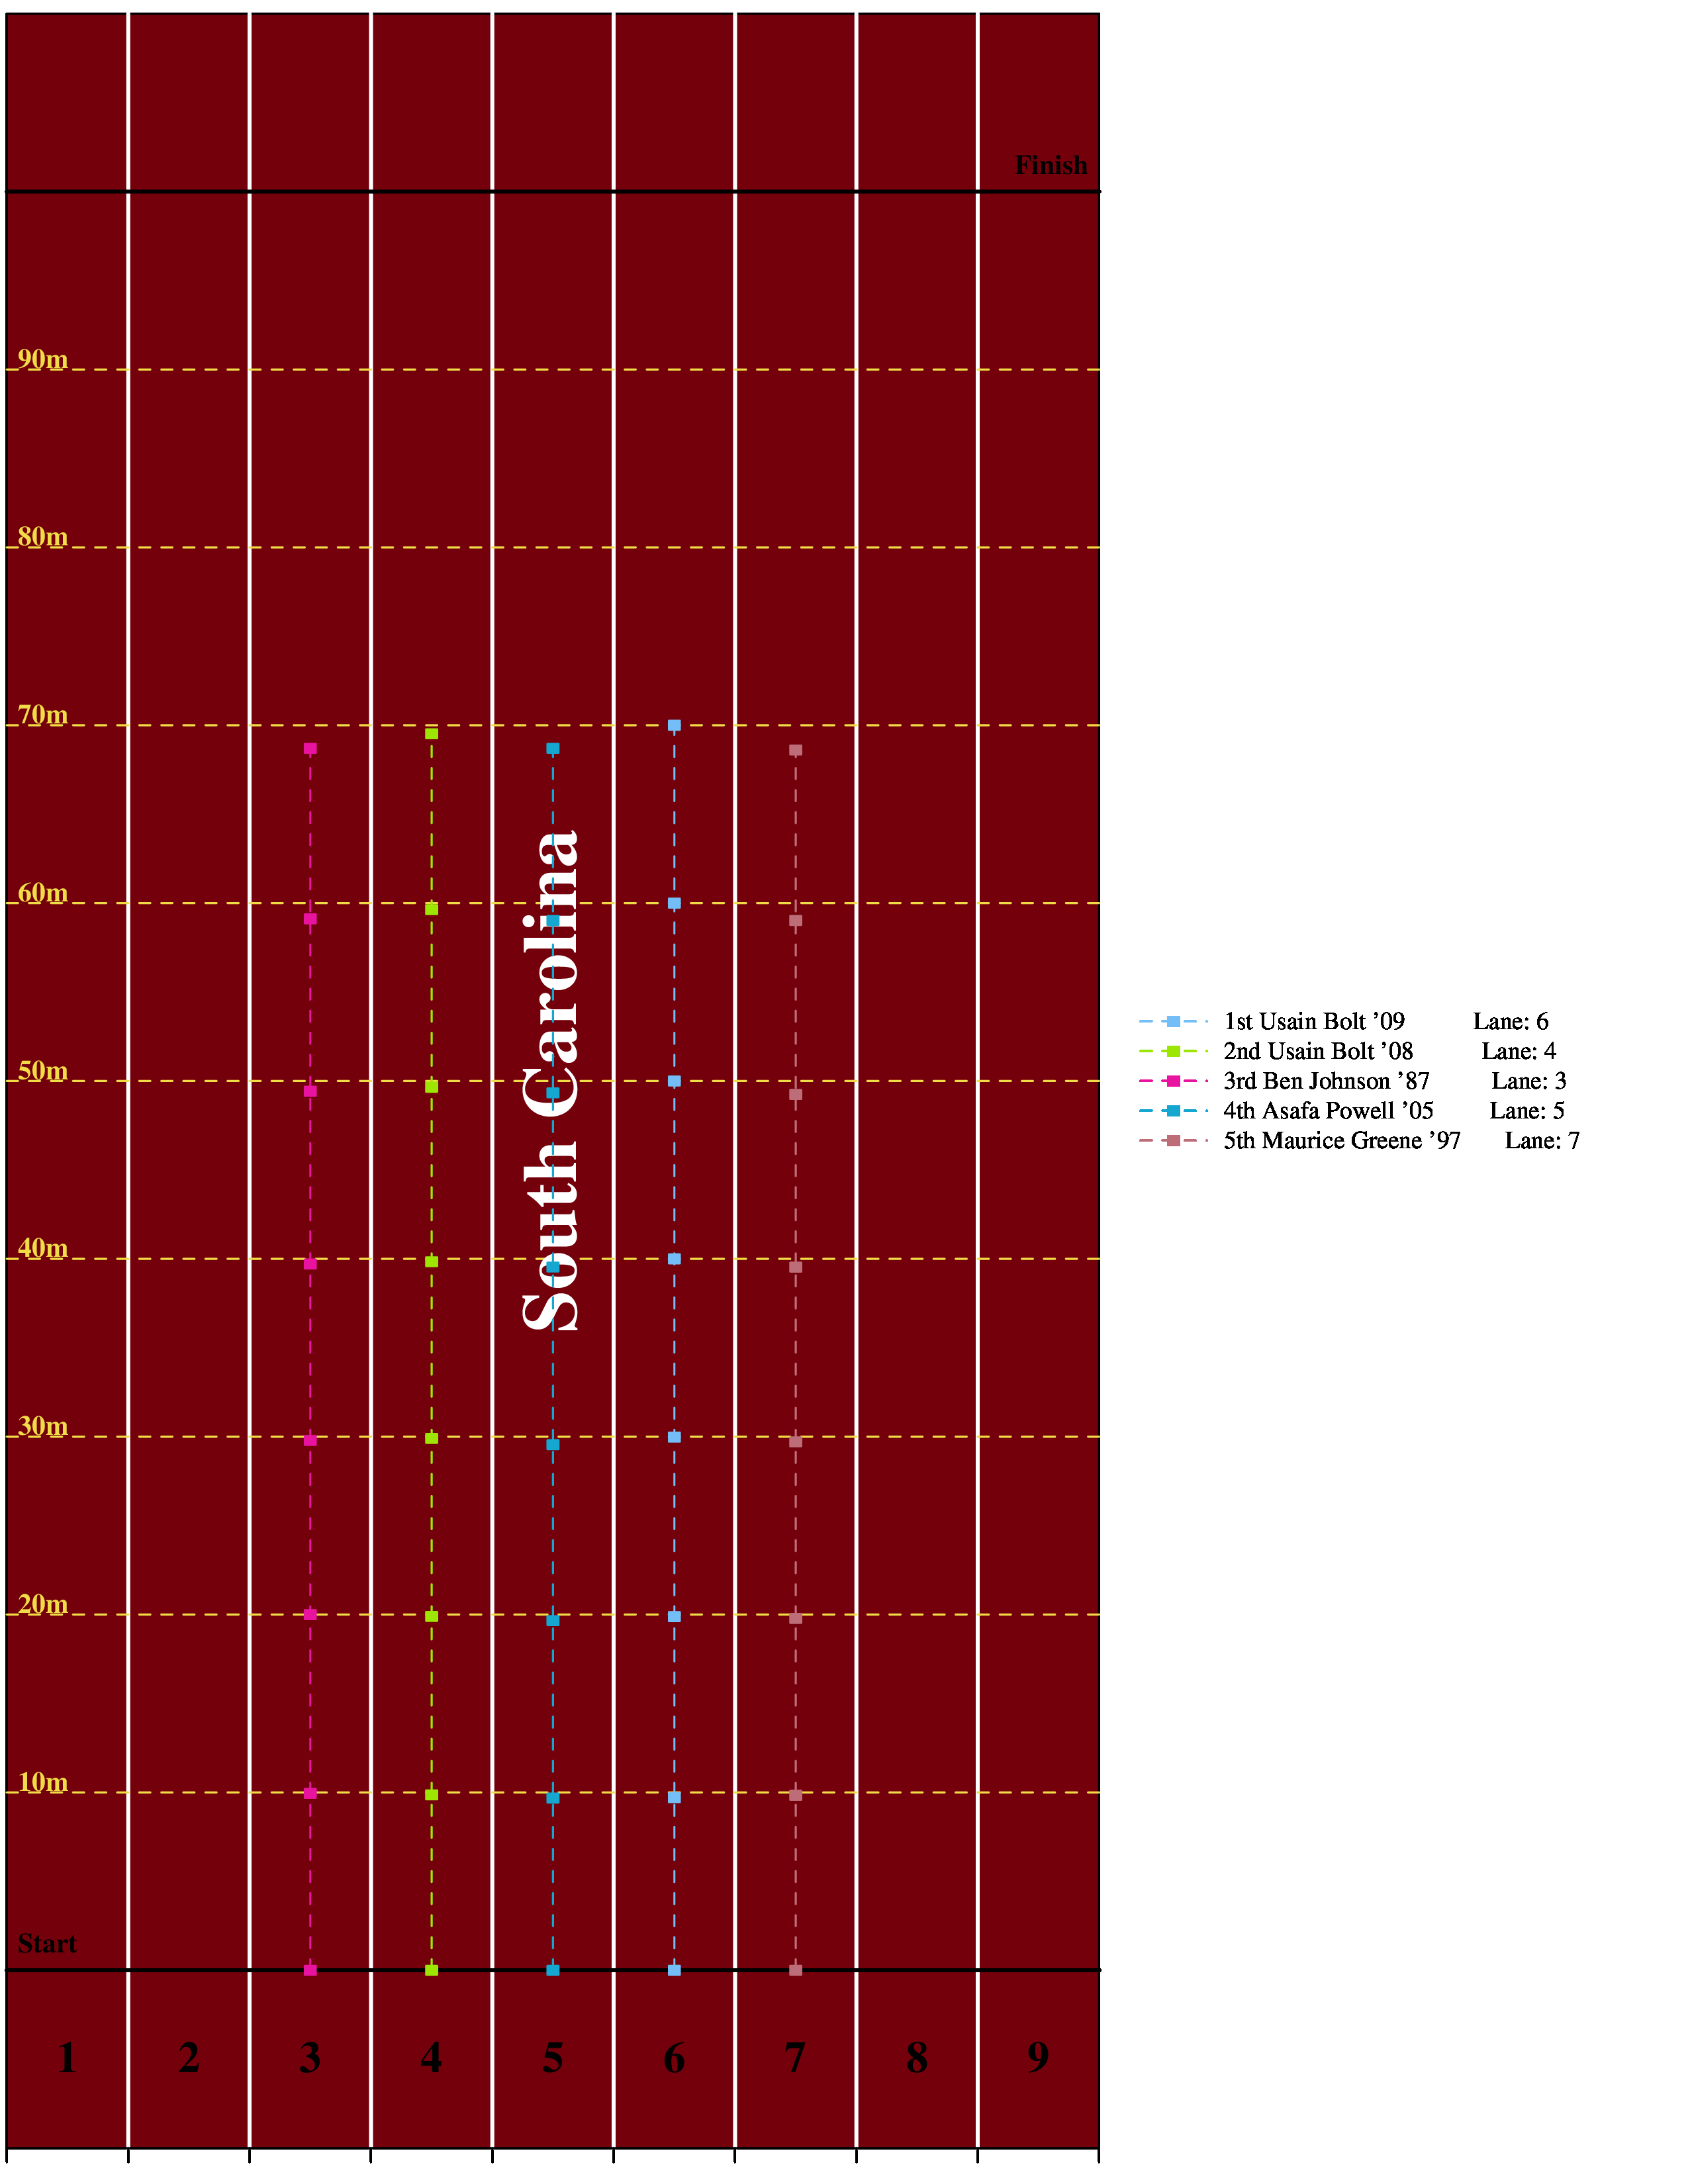 Finish
90m
80m
70m
60m
50m
40m
30m
20m
10m
Start
South Carolina
1 2 3 4 5 6 7 8 9
1st Usain Bolt ’09 Lane: 6
2nd Usain Bolt ’08 Lane: 4
3rd Ben Johnson ’87 Lane: 3
4th Asafa Powell ’05 Lane: 5
5th Maurice Greene ’97 Lane: 7